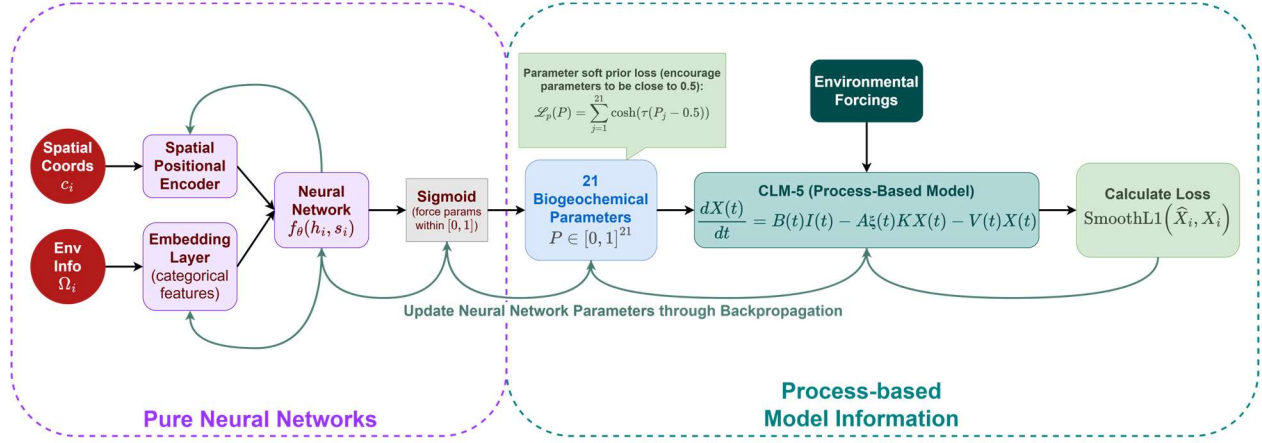 Spatial
Coords
c_i
Env
Info
Ω_i
Spatial
Positional
Encoder
Embedding
Layer
(categorical
features)
Neural
Network
f_θ(h_i, s_i)
Sigmoid
(force params
within [0, 1])
Parameter soft prior loss (encourage
parameters to be close to 0.5):
ℒ_p(P) = ∑_{j=1}^{21} cosh(τ(P_j − 0.5))
21
Biogeochemical
Parameters
P ∈ [0, 1]^{21}
Environmental
Forcings
CLM-5 (Process-Based Model)
dX(t)/dt = B(t)I(t) − Aξ(t)KX(t) − V(t)X(t)
Calculate Loss
SmoothL1(X̂_i, X_i)
Update Neural Network Parameters through Backpropagation
Pure Neural Networks
Process-based
Model Information